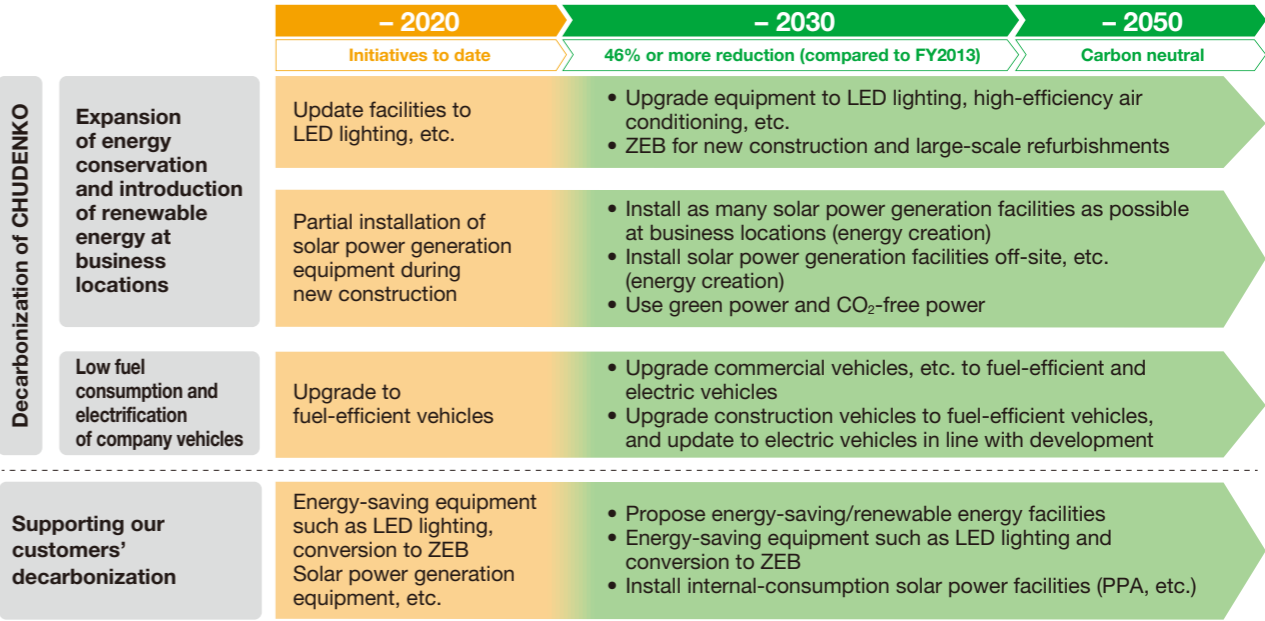 – 2020
– 2030
– 2050
Initiatives to date
46% or more reduction (compared to FY2013)
Carbon neutral
Decarbonization of CHUDENKO
Expansion
of energy
conservation
and introduction
of renewable
energy at
business
locations
Update facilities to
LED lighting, etc.
• Upgrade equipment to LED lighting, high-efficiency air
conditioning, etc.
• ZEB for new construction and large-scale refurbishments
Partial installation of
solar power generation
equipment during
new construction
• Install as many solar power generation facilities as possible
at business locations (energy creation)
• Install solar power generation facilities off-site, etc.
(energy creation)
• Use green power and CO₂-free power
Low fuel
consumption and
electrification
of company vehicles
Upgrade to
fuel-efficient vehicles
• Upgrade commercial vehicles, etc. to fuel-efficient and
electric vehicles
• Upgrade construction vehicles to fuel-efficient vehicles,
and update to electric vehicles in line with development
Supporting our
customers’
decarbonization
Energy-saving equipment
such as LED lighting,
conversion to ZEB
Solar power generation
equipment, etc.
• Propose energy-saving/renewable energy facilities
• Energy-saving equipment such as LED lighting and
conversion to ZEB
• Install internal-consumption solar power facilities (PPA, etc.)